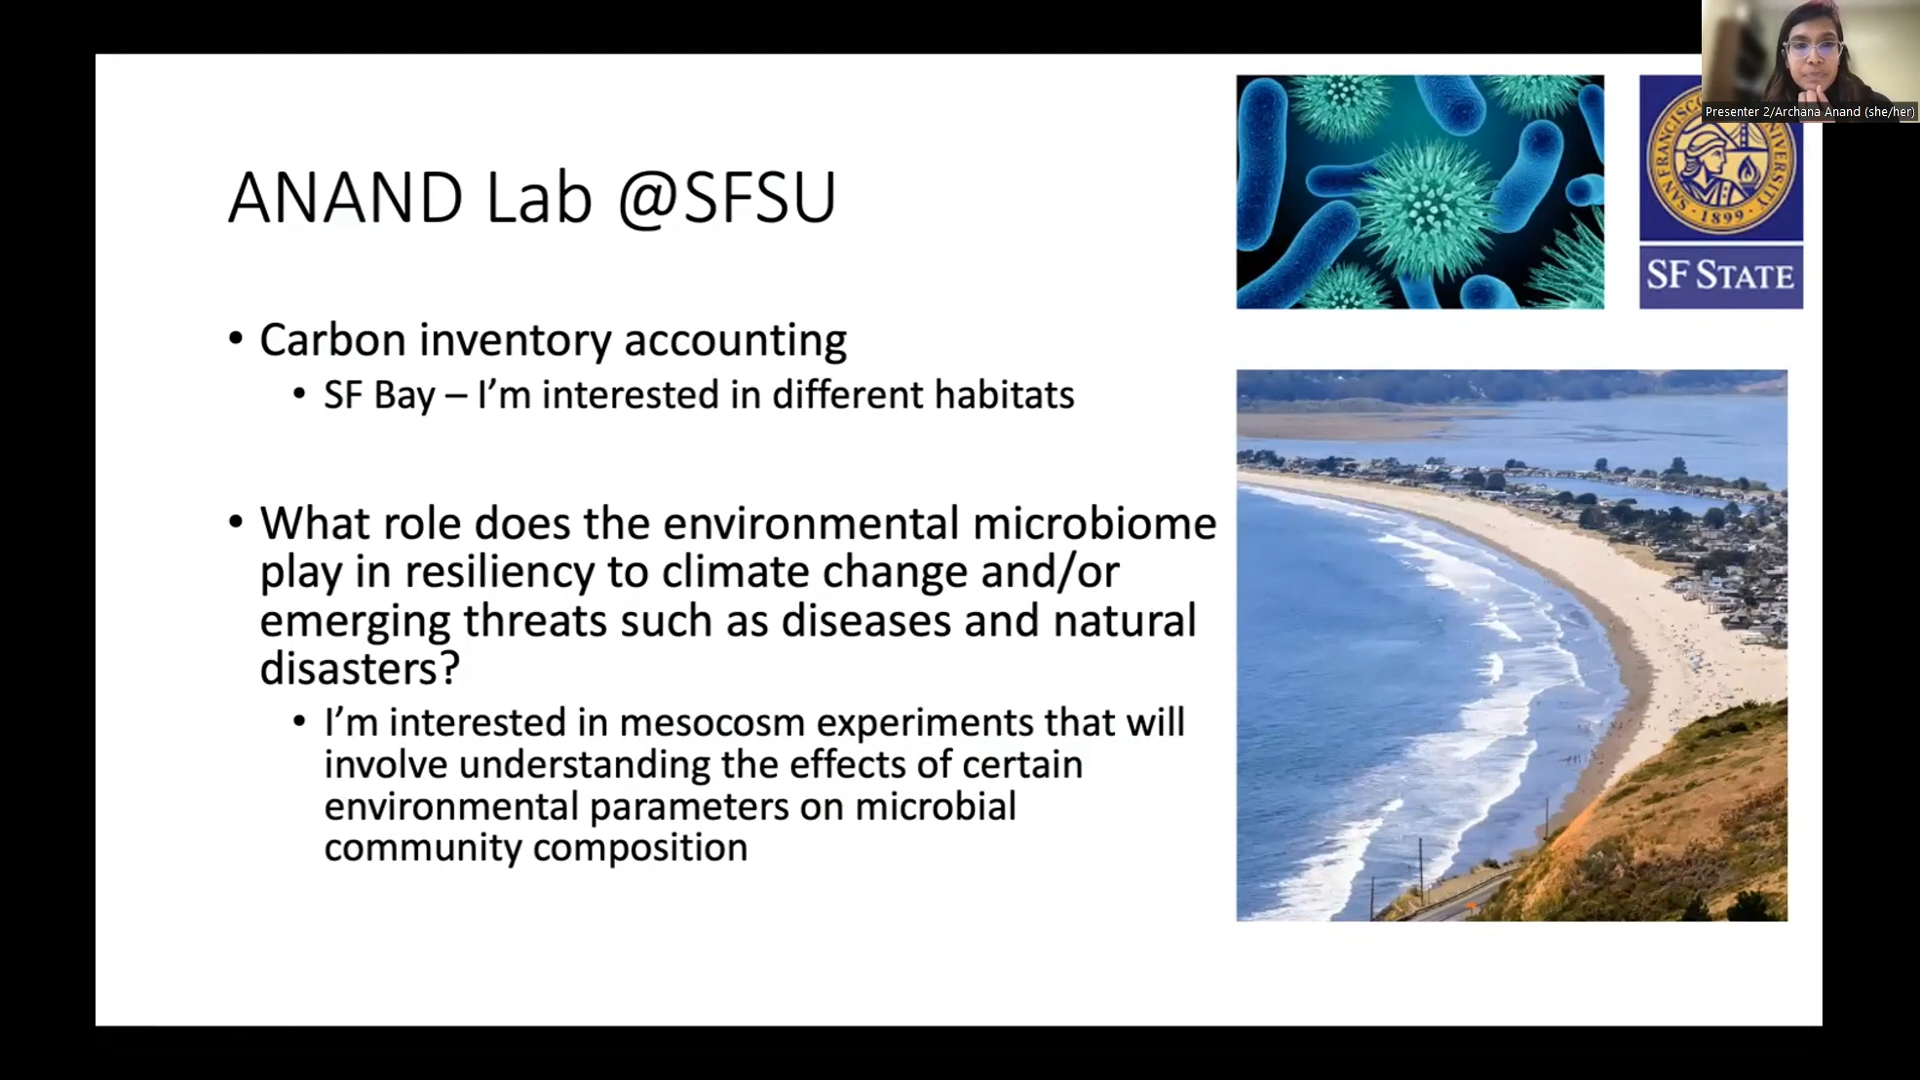 Presenter 2/Archana Anand (she/her)
ANAND Lab @SFSU
• Carbon inventory accounting
• SF Bay – I’m interested in different habitats
• What role does the environmental microbiome
play in resiliency to climate change and/or
emerging threats such as diseases and natural
disasters?
• I’m interested in mesocosm experiments that will
involve understanding the effects of certain
environmental parameters on microbial
community composition
SAN FRANCISCO
1899
SF STATE